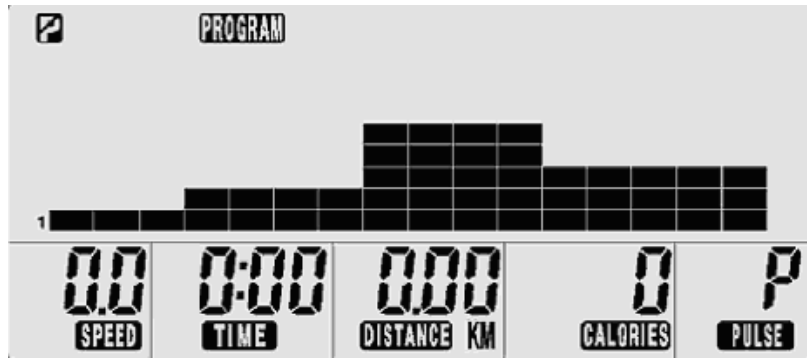 PROGRAM
1
0.0 0:00 0.00 0 P
SPEED TIME DISTANCE KM CALORIES PULSE